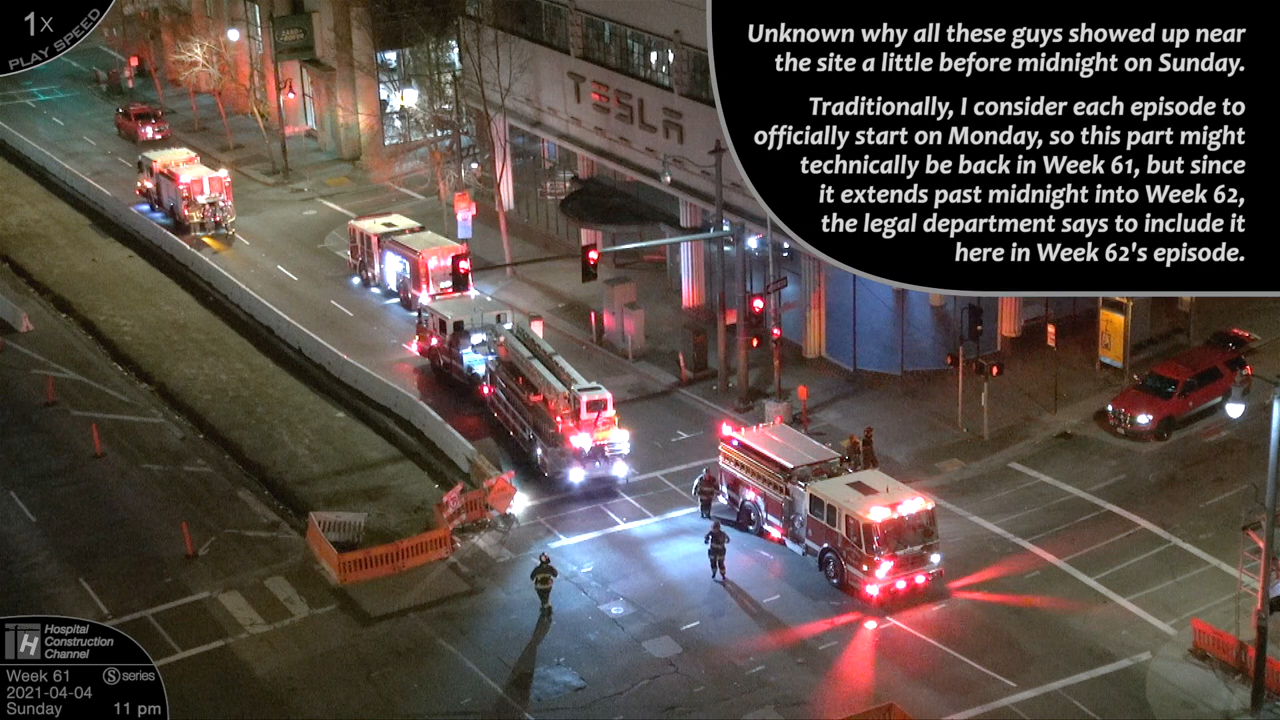 1x
PLAY SPEED
Unknown why all these guys showed up near
the site a little before midnight on Sunday.
Traditionally, I consider each episode to
officially start on Monday, so this part might
technically be back in Week 61, but since
it extends past midnight into Week 62,
the legal department says to include it
here in Week 62's episode.
TESLA
H
Hospital
Construction
Channel
Week 61
S series
2021-04-04
Sunday
11 pm